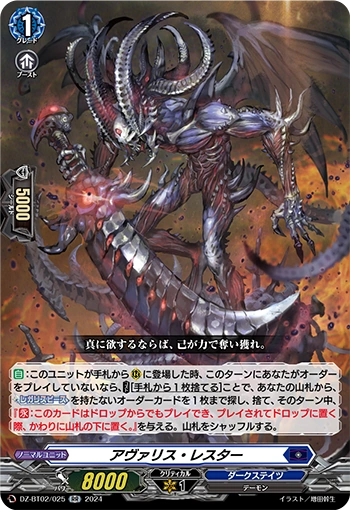 1
グレード
ブースト
5000
シールド
真に欲するならば、己が力で奪い獲れ。
自:このユニットが手札から(R)に登場した時、このターンにあなたがオーダー
をプレイしていないなら、[手札から1枚捨てる]ことで、あなたの山札から、
レガリスピース を持たないオーダーカードを1枚まで探し、捨て、そのターン中、
『永:このカードはドロップからでもプレイでき、プレイされてドロップに置く
際、かわりに山札の下に置く。』を与える。山札をシャッフルする。
ノーマルユニット
アヴァリス・レスター
パワー 8000
クリティカル
1
ダークステイツ
デーモン
DZ-BT02/025 RR 2024
イラスト/増田幹生